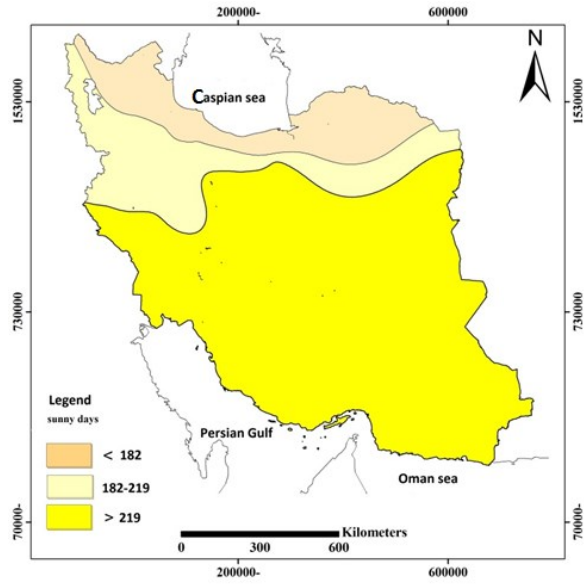 200000-
600000-
N
1530000
1530000
Caspian sea
730000
730000
Legend
sunny days
< 182
182-219
> 219
Persian Gulf
Oman sea
Kilometers
0 300 600
70000-
70000-
200000-
600000-